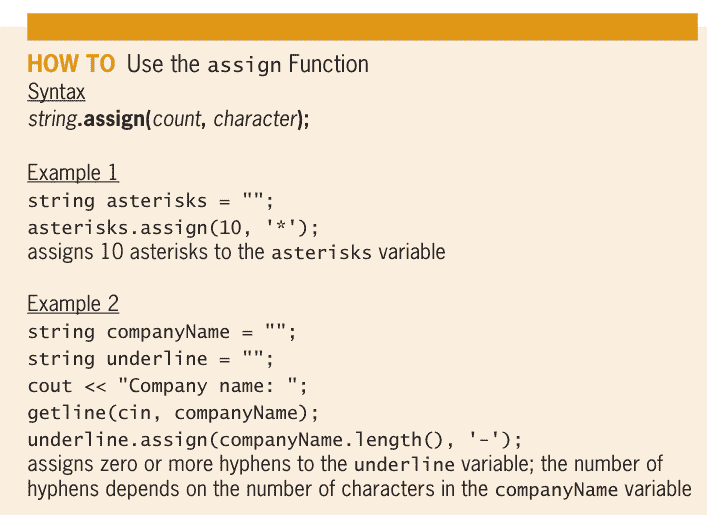 HOW TO Use the assign Function
Syntax
string.assign(count, character);
Example 1
string asterisks = "";
asterisks.assign(10, '*');
assigns 10 asterisks to the asterisks variable
Example 2
string companyName = "";
string underline = "";
cout << "Company name: ";
getline(cin, companyName);
underline.assign(companyName.length(), '-');
assigns zero or more hyphens to the underline variable; the number of
hyphens depends on the number of characters in the companyName variable